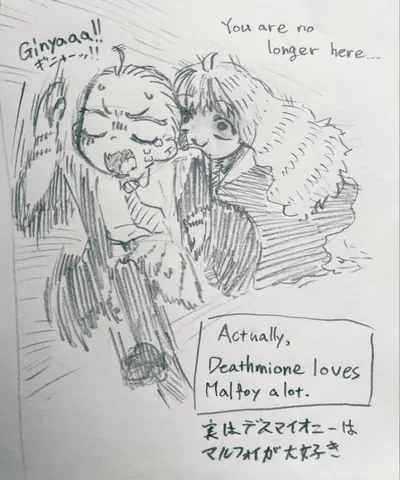 Ginyaaa!!
ギニャーッ!!
You are no
longer here...
Actually,
Deathmione loves
Malfoy a lot.
実はデスマイオニーは
マルフォイが大好き